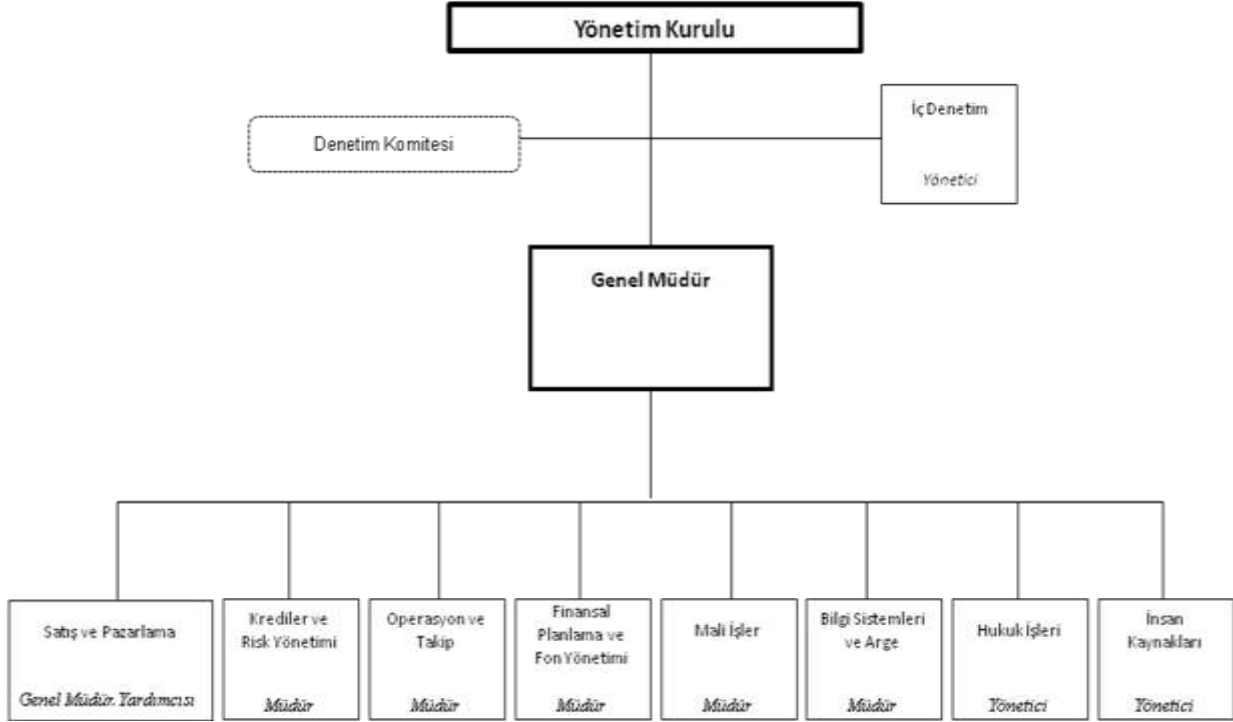 Yönetim Kurulu
İç Denetim
Yönetici
Denetim Komitesi
Genel Müdür
Satış ve Pazarlama
Genel Müdür. Yardımcısı
Krediler ve
Risk Yönetimi
Müdür
Operasyon ve
Takip
Müdür
Finansal
Planlama ve
Fon Yönetimi
Müdür
Mali İşler
Müdür
Bilgi Sistemleri
ve Arge
Müdür
Hukuk İşleri
Yönetici
İnsan
Kaynakları
Yönetici